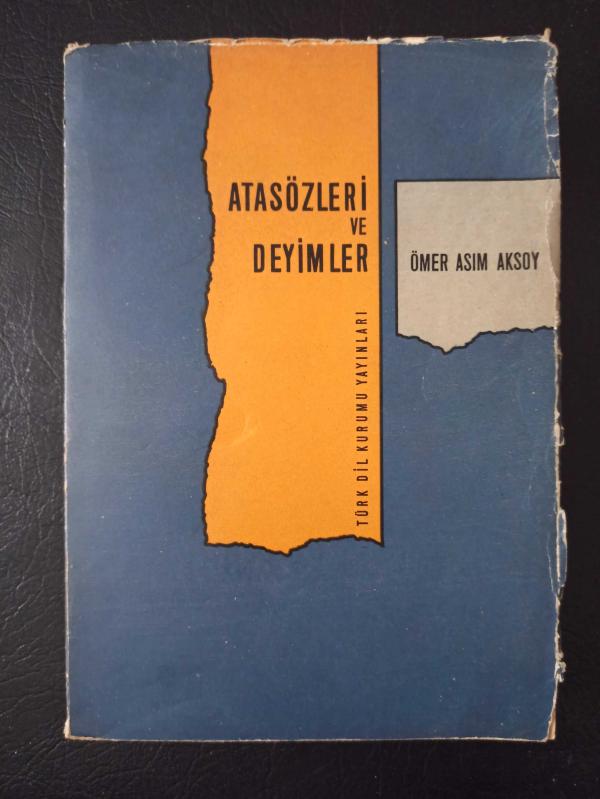 ATASÖZLERİ
VE
DEYİMLER
ÖMER ASIM AKSOY
TÜRK DİL KURUMU YAYINLARI